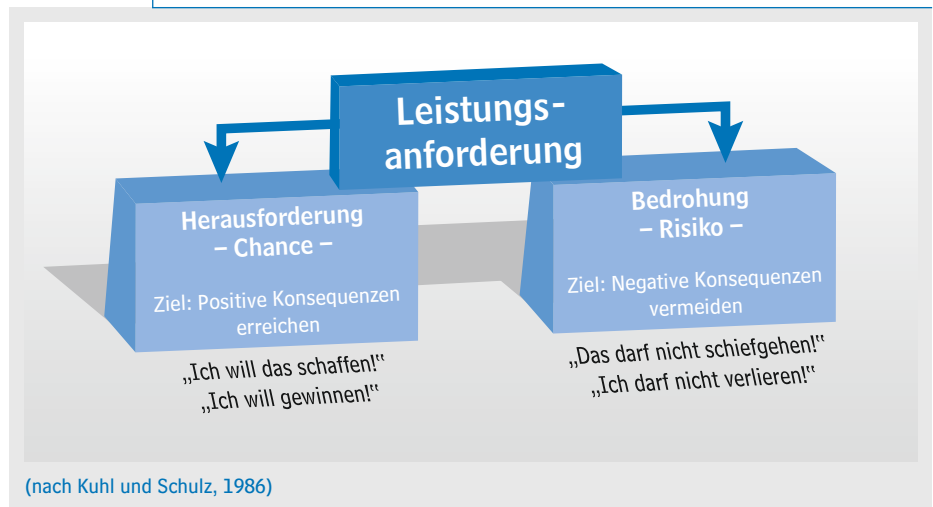 Leistungs-
anforderung
Herausforderung
– Chance –
Ziel: Positive Konsequenzen
erreichen
„Ich will das schaffen!“
„Ich will gewinnen!“
Bedrohung
– Risiko –
Ziel: Negative Konsequenzen
vermeiden
„Das darf nicht schiefgehen!“
„Ich darf nicht verlieren!“
(nach Kuhl und Schulz, 1986)